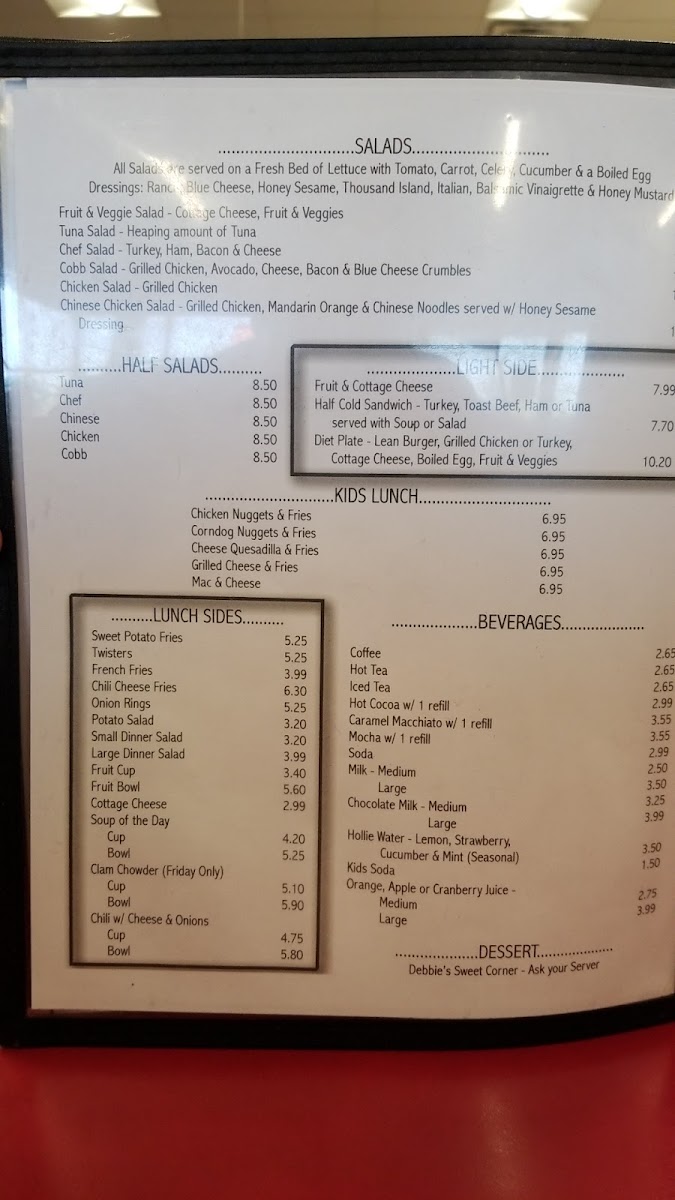 ..............................SALADS..............................
All Salads are served on a Fresh Bed of Lettuce with Tomato, Carrot, Celery, Cucumber & a Boiled Egg
Dressings: Ranch, Blue Cheese, Honey Sesame, Thousand Island, Italian, Balsamic Vinaigrette & Honey Mustard
Fruit & Veggie Salad - Cottage Cheese, Fruit & Veggies
Tuna Salad - Heaping amount of Tuna
Chef Salad - Turkey, Ham, Bacon & Cheese
Cobb Salad - Grilled Chicken, Avocado, Cheese, Bacon & Blue Cheese Crumbles
Chicken Salad - Grilled Chicken
Chinese Chicken Salad - Grilled Chicken, Mandarin Orange & Chinese Noodles served w/ Honey Sesame
Dressing
..........HALF SALADS..........
Tuna 8.50
Chef 8.50
Chinese 8.50
Chicken 8.50
Cobb 8.50
....................LIGHT SIDE....................
Fruit & Cottage Cheese 7.99
Half Cold Sandwich - Turkey, Toast Beef, Ham or Tuna
served with Soup or Salad 7.70
Diet Plate - Lean Burger, Grilled Chicken or Turkey,
Cottage Cheese, Boiled Egg, Fruit & Veggies 10.20
..............................KIDS LUNCH..............................
Chicken Nuggets & Fries 6.95
Corndog Nuggets & Fries 6.95
Cheese Quesadilla & Fries 6.95
Grilled Cheese & Fries 6.95
Mac & Cheese 6.95
..........LUNCH SIDES..........
Sweet Potato Fries 5.25
Twisters 5.25
French Fries 3.99
Chili Cheese Fries 6.30
Onion Rings 5.25
Potato Salad 3.20
Small Dinner Salad 3.20
Large Dinner Salad 3.99
Fruit Cup 3.40
Fruit Bowl 5.60
Cottage Cheese 2.99
Soup of the Day
Cup 4.20
Bowl 5.25
Clam Chowder (Friday Only)
Cup 5.10
Bowl 5.90
Chili w/ Cheese & Onions
Cup 4.75
Bowl 5.80
....................BEVERAGES....................
Coffee 2.65
Hot Tea 2.65
Iced Tea 2.65
Hot Cocoa w/ 1 refill 2.99
Caramel Macchiato w/ 1 refill 3.55
Mocha w/ 1 refill 3.55
Soda 2.99
Milk - Medium 2.50
Large 3.50
Chocolate Milk - Medium 3.25
Large 3.99
Hollie Water - Lemon, Strawberry,
Cucumber & Mint (Seasonal) 3.50
Kids Soda 1.50
Orange, Apple or Cranberry Juice -
Medium 2.75
Large 3.99
....................DESSERT....................
Debbie's Sweet Corner - Ask your Server